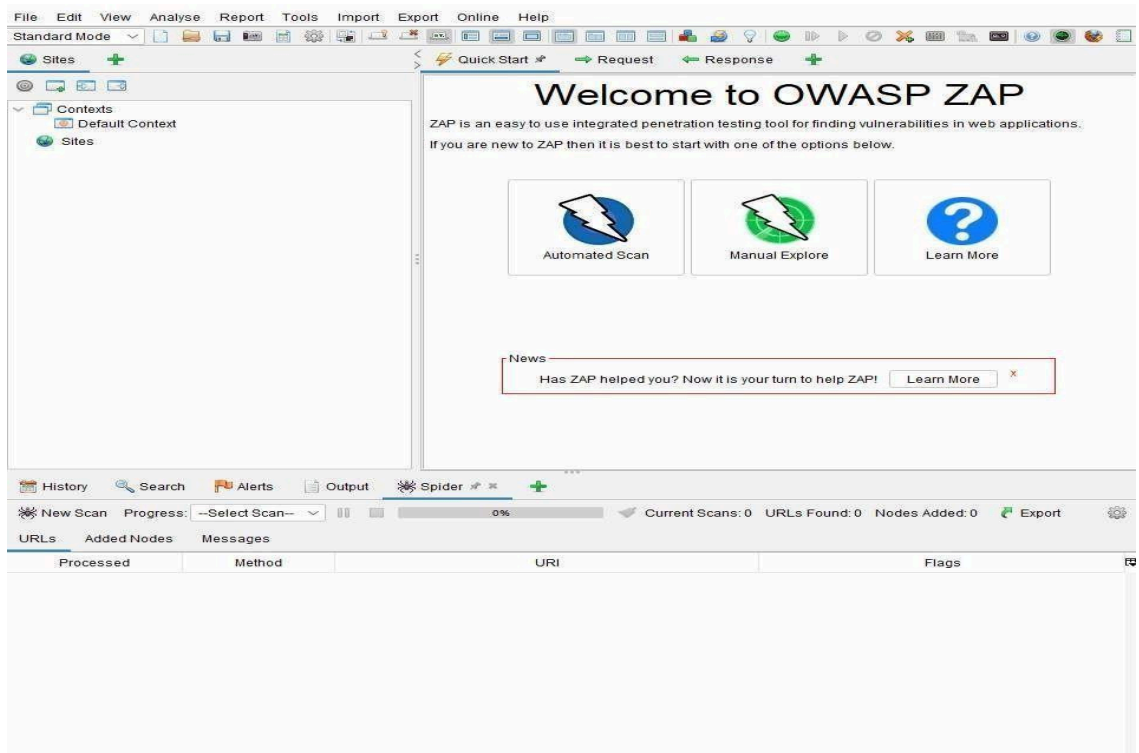 File Edit View Analyse Report Tools Import Export Online Help
Standard Mode
Sites
Quick Start Request Response
Contexts
Default Context
Sites
Welcome to OWASP ZAP
ZAP is an easy to use integrated penetration testing tool for finding vulnerabilities in web applications.
If you are new to ZAP then it is best to start with one of the options below.
Automated Scan Manual Explore Learn More
News
Has ZAP helped you? Now it is your turn to help ZAP! Learn More x
History Search Alerts Output Spider
New Scan Progress: --Select Scan-- 0% Current Scans: 0 URLs Found: 0 Nodes Added: 0 Export
URLs Added Nodes Messages
Processed Method URI Flags